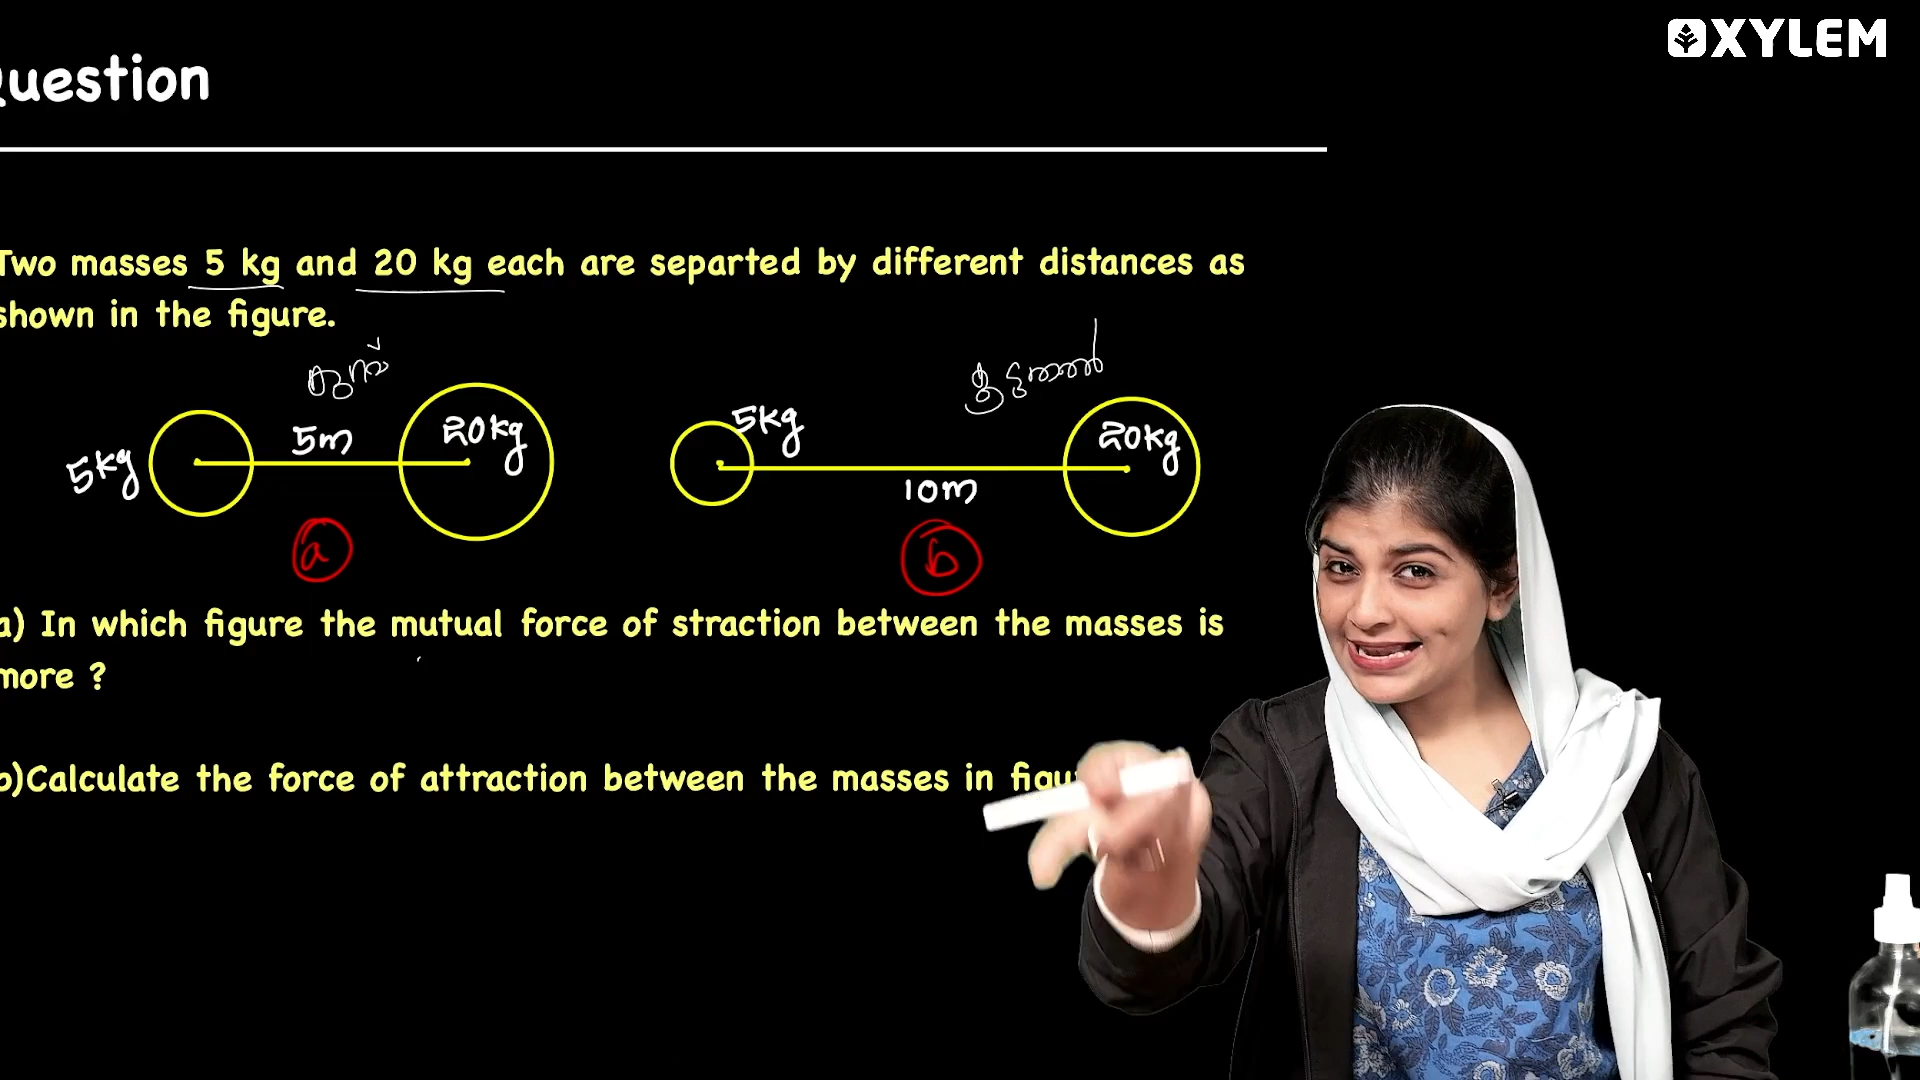 XYLEM
Question
Two masses 5 kg and 20 kg each are separted by different distances as
shown in the figure.
കുറവ്
കൂടുതൽ
5kg
5m
20kg
5kg
10m
20kg
a
b
a) In which figure the mutual force of straction between the masses is
more ?
b)Calculate the force of attraction between the masses in